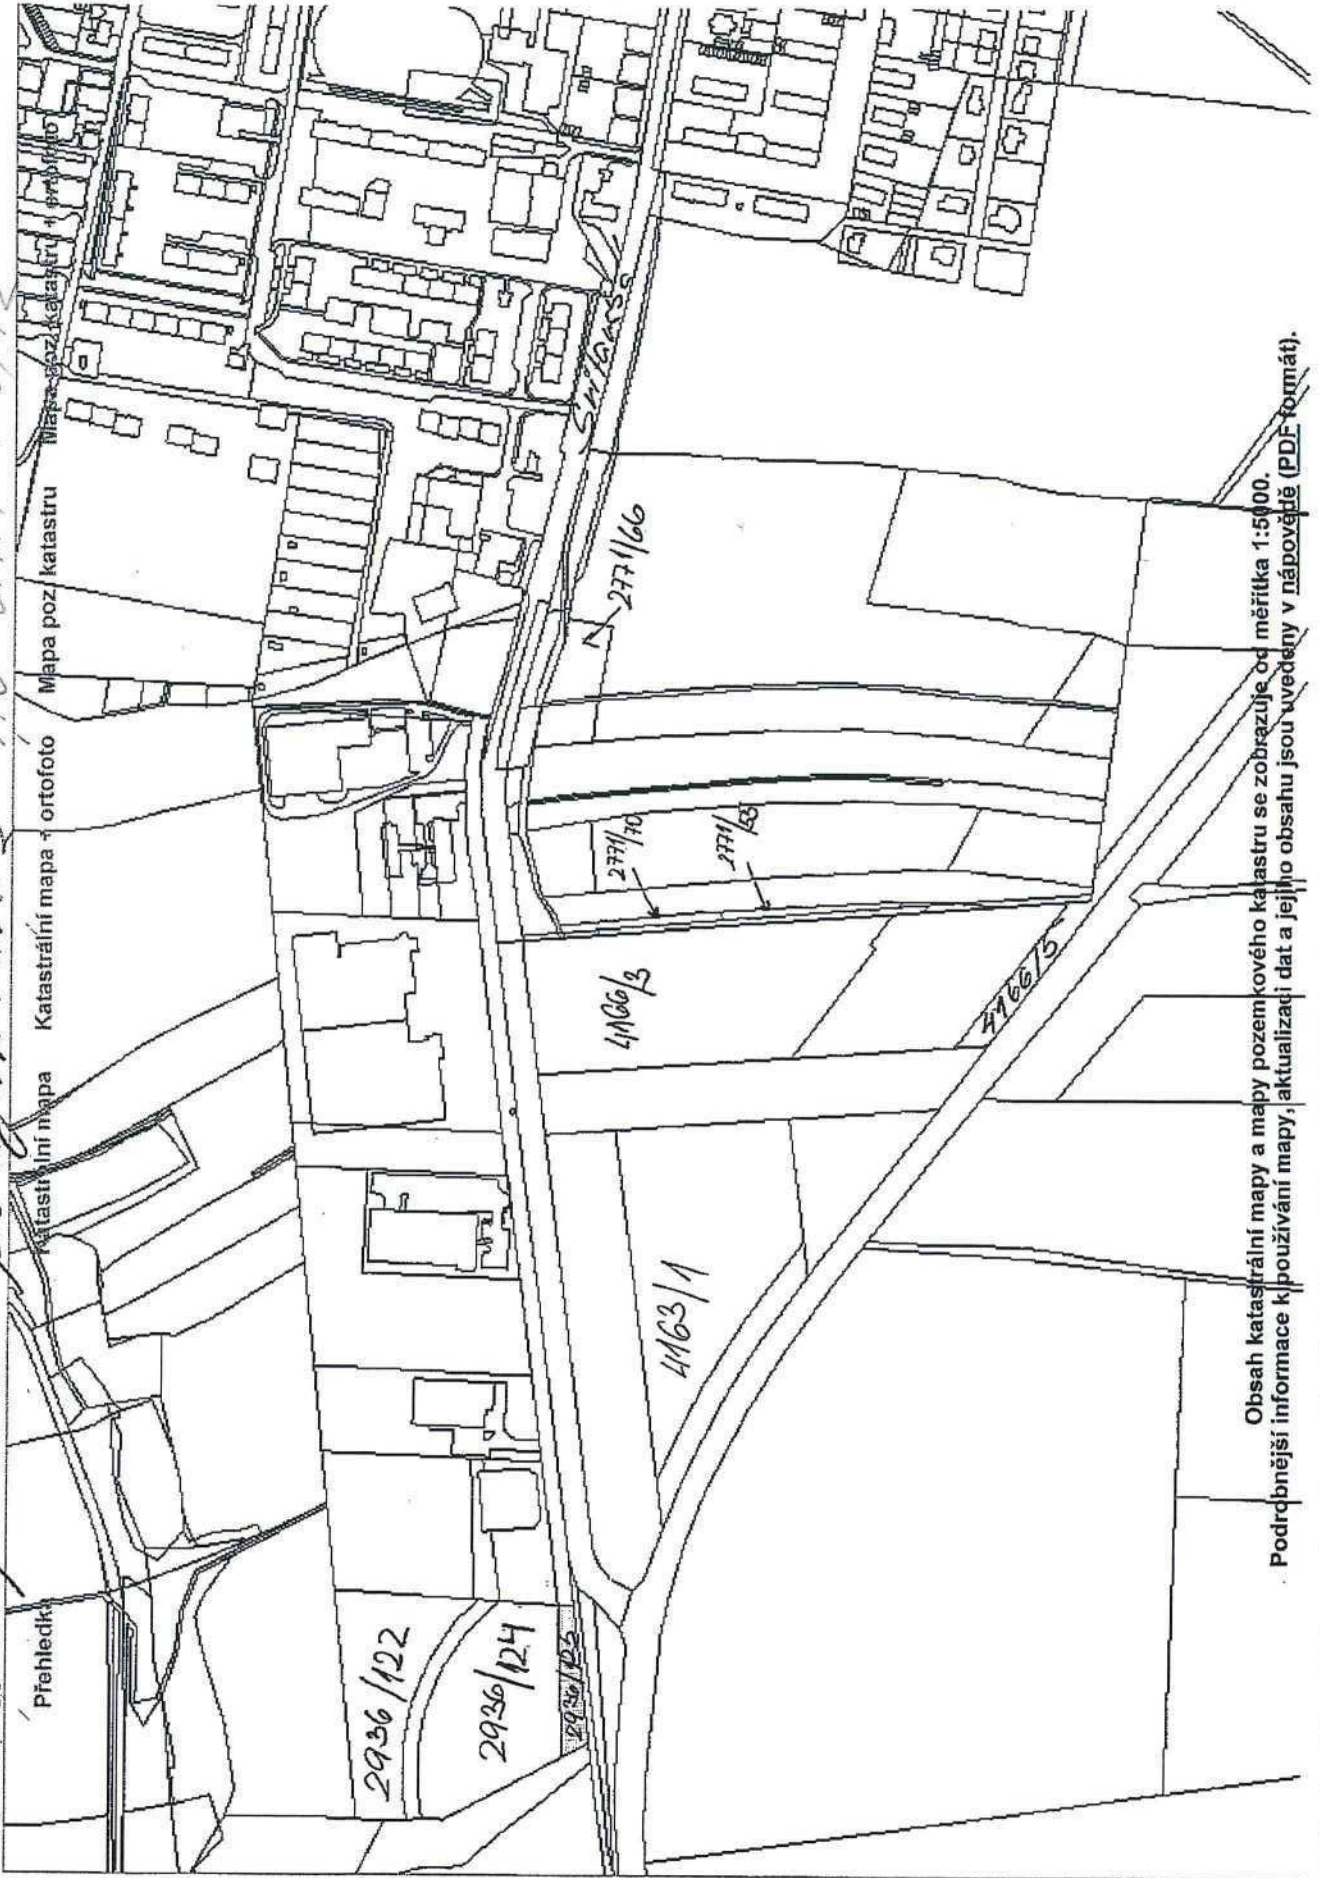 Přehledka Katastrální mapa Katastrální mapa + ortofoto Mapa poz. katastru Mapa poz. katastru + ortofoto
2936/122
2936/124
2936/123
4163/1
4166/3
4166/5
2771/70
2771/53
2771/66
Svitavská
Obsah katastrální mapy a mapy pozemkového katastru se zobrazuje od měřítka 1:5000.
Podrobnější informace k používání mapy, aktualizaci dat a jejího obsahu jsou uvedeny v nápovědě (PDF formát).